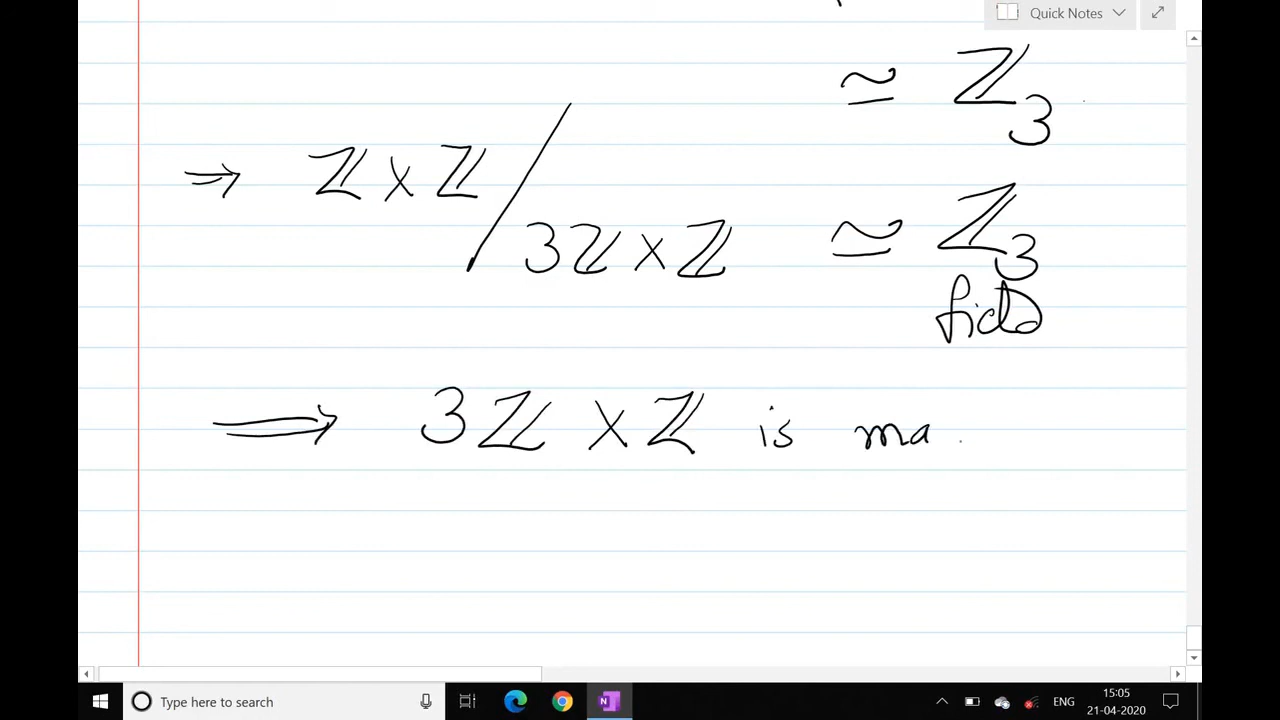 Quick Notes
≃ ℤ₃
⇒ ℤ×ℤ / 3ℤ×ℤ ≃ ℤ₃
field
⟹ 3ℤ×ℤ is ma
Type here to search
ENG
15:05
21-04-2020